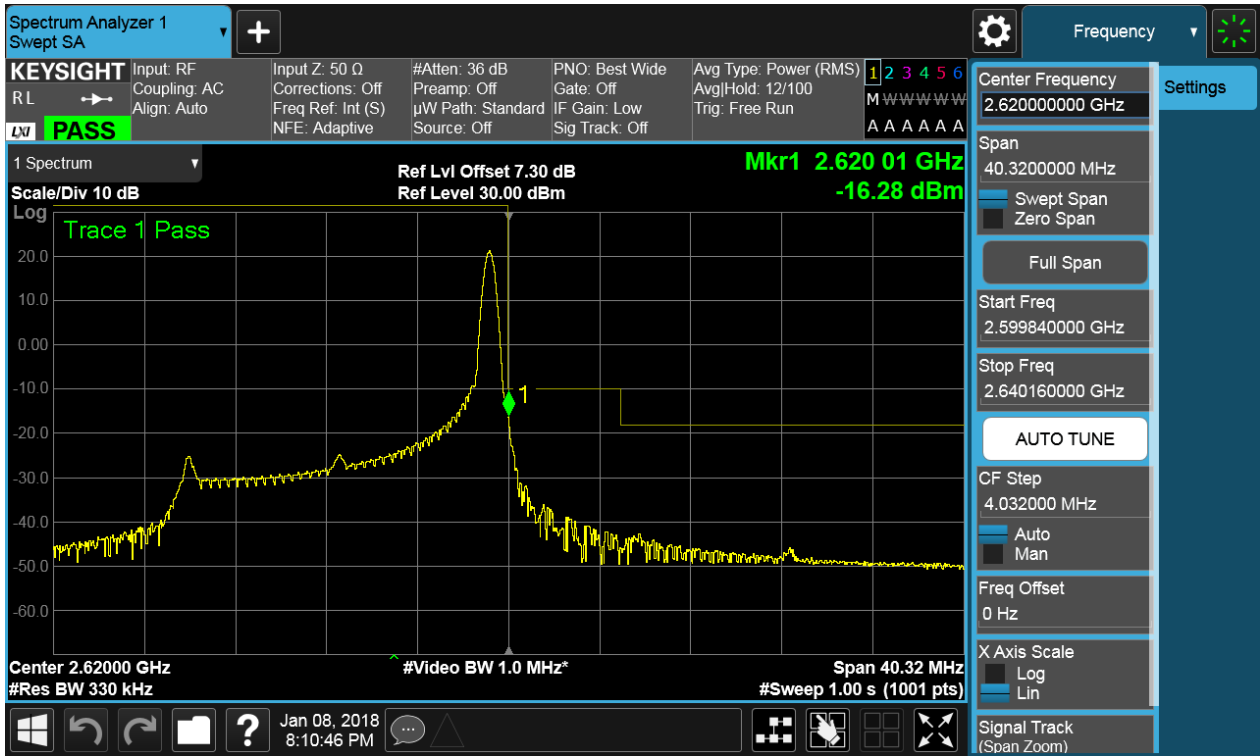 Spectrum Analyzer 1
Swept SA
+
Frequency
KEYSIGHT
R L
LXI
PASS
Input: RF
Coupling: AC
Align: Auto
Input Z: 50 Ω
Corrections: Off
Freq Ref: Int (S)
NFE: Adaptive
#Atten: 36 dB
Preamp: Off
µW Path: Standard
Source: Off
PNO: Best Wide
Gate: Off
IF Gain: Low
Sig Track: Off
Avg Type: Power (RMS)
Avg|Hold: 12/100
Trig: Free Run
1 2 3 4 5 6
M W W W W W
A A A A A A
1 Spectrum
Scale/Div 10 dB
Ref Lvl Offset 7.30 dB
Ref Level 30.00 dBm
Mkr1 2.620 01 GHz
-16.28 dBm
Log
Trace 1 Pass
20.0
10.0
0.00
-10.0
1
-20.0
-30.0
-40.0
-50.0
-60.0
Center 2.62000 GHz
#Video BW 1.0 MHz*
Span 40.32 MHz
#Res BW 330 kHz
#Sweep 1.00 s (1001 pts)
?
Jan 08, 2018
8:10:46 PM
Settings
Center Frequency
2.620000000 GHz
Span
40.3200000 MHz
Swept Span
Zero Span
Full Span
Start Freq
2.599840000 GHz
Stop Freq
2.640160000 GHz
AUTO TUNE
CF Step
4.032000 MHz
Auto
Man
Freq Offset
0 Hz
X Axis Scale
Log
Lin
Signal Track
(Span Zoom)